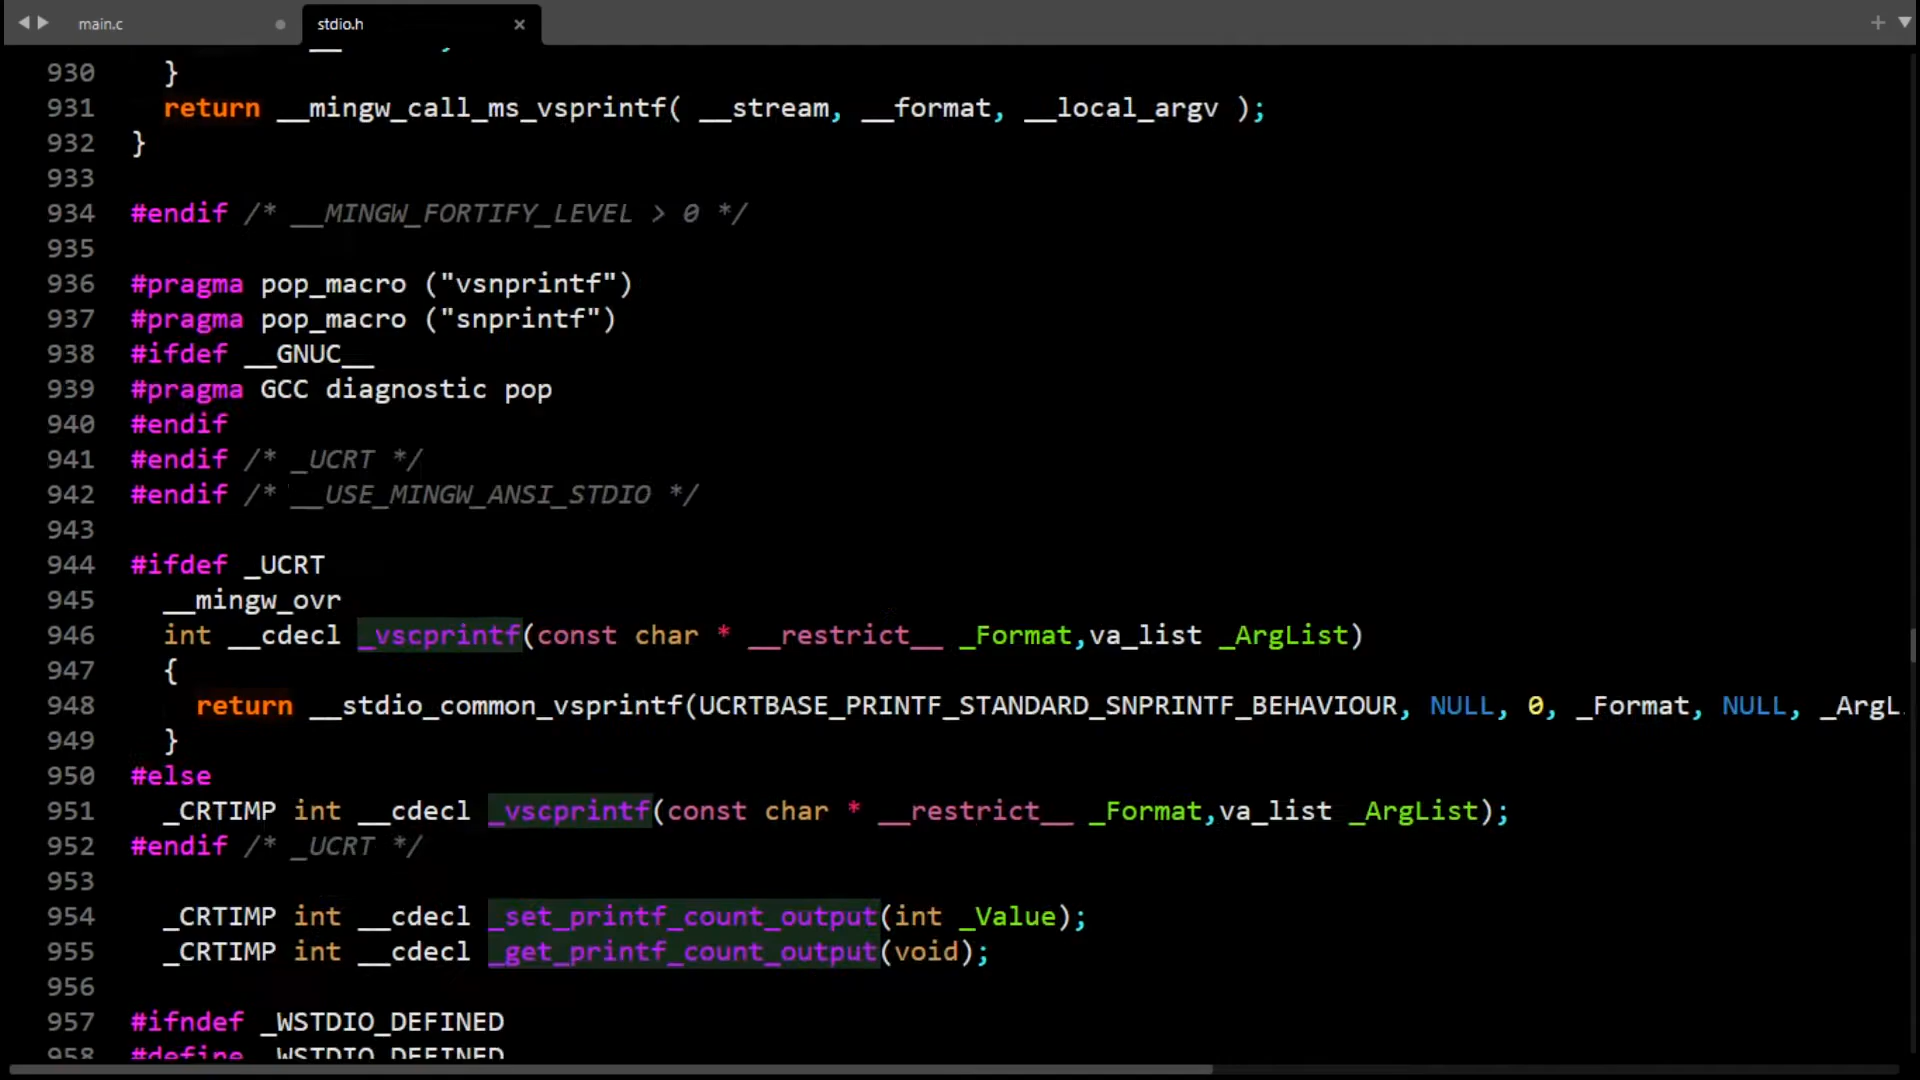 main.c
stdio.h
930 }
931 return __mingw_call_ms_vsprintf( __stream, __format, __local_argv );
932 }
933
934 #endif /* __MINGW_FORTIFY_LEVEL > 0 */
935
936 #pragma pop_macro ("vsnprintf")
937 #pragma pop_macro ("snprintf")
938 #ifdef __GNUC__
939 #pragma GCC diagnostic pop
940 #endif
941 #endif /* _UCRT */
942 #endif /* __USE_MINGW_ANSI_STDIO */
943
944 #ifdef _UCRT
945 __mingw_ovr
946 int __cdecl _vscprintf(const char * __restrict__ _Format,va_list _ArgList)
947 {
948 return __stdio_common_vsprintf(UCRTBASE_PRINTF_STANDARD_SNPRINTF_BEHAVIOUR, NULL, 0, _Format, NULL, _ArgL
949 }
950 #else
951 _CRTIMP int __cdecl _vscprintf(const char * __restrict__ _Format,va_list _ArgList);
952 #endif /* _UCRT */
953
954 _CRTIMP int __cdecl _set_printf_count_output(int _Value);
955 _CRTIMP int __cdecl _get_printf_count_output(void);
956
957 #ifndef _WSTDIO_DEFINED
958 #define _WSTDIO_DEFINED